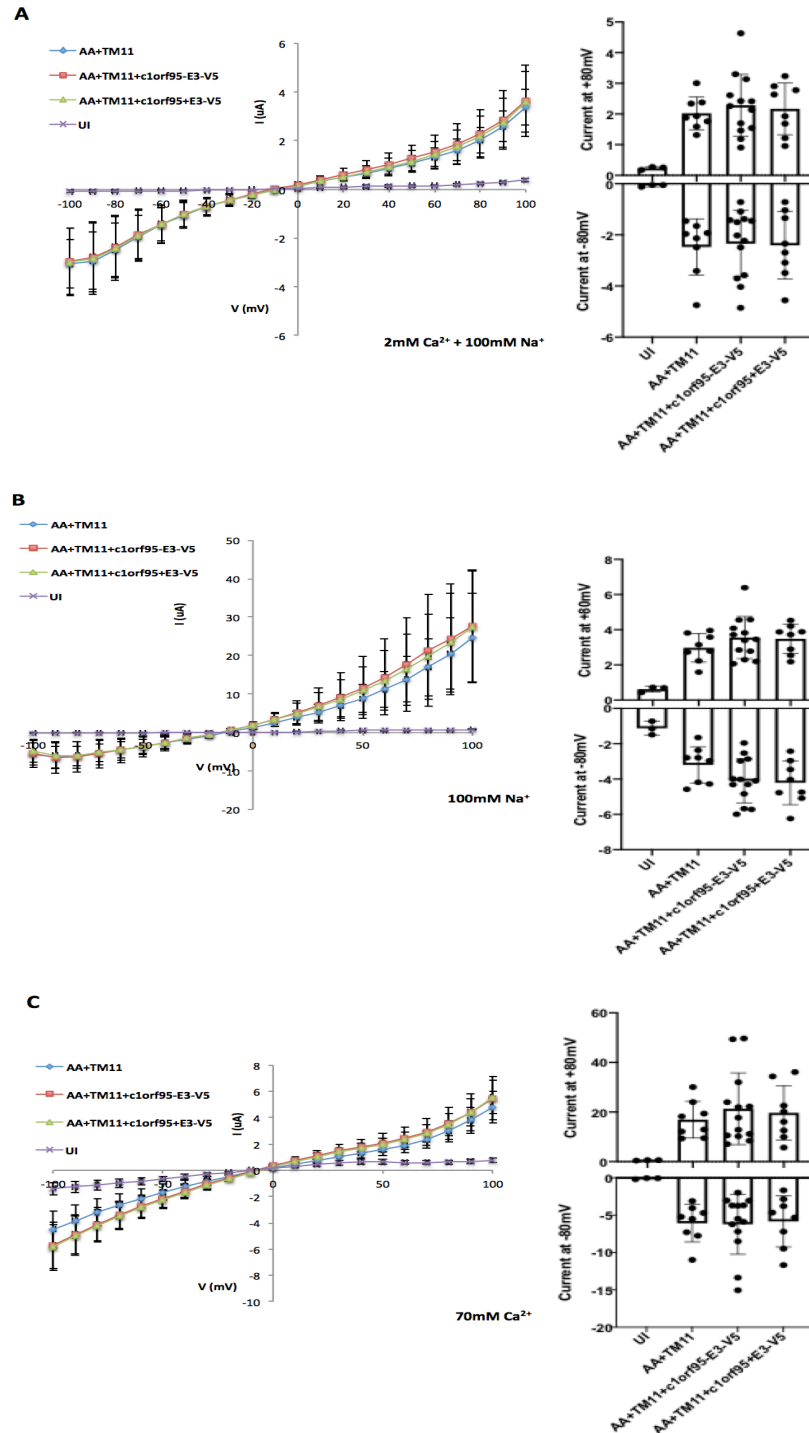 A
AA+TM11
AA+TM11+c1orf95-E3-V5
AA+TM11+c1orf95+E3-V5
UI
I (uA)
6
4
2
0
-2
-4
-6
-100 -80 -60 -40 -20 0 20 40 60 80 100
V (mV)
2mM Ca²⁺ + 100mM Na⁺
Current at +80mV
5
4
3
2
1
0
Current at -80mV
0
-2
-4
-6
UI
AA+TM11
AA+TM11+c1orf95-E3-V5
AA+TM11+c1orf95+E3-V5
B
AA+TM11
AA+TM11+c1orf95-E3-V5
AA+TM11+c1orf95+E3-V5
UI
I (uA)
50
40
30
20
10
0
-10
-20
-100 -50 0 50 100
V (mV)
100mM Na⁺
Current at +80mV
8
6
4
2
0
Current at -80mV
0
-2
-4
-6
-8
UI
AA+TM11
AA+TM11+c1orf95-E3-V5
AA+TM11+c1orf95+E3-V5
C
AA+TM11
AA+TM11+c1orf95-E3-V5
AA+TM11+c1orf95+E3-V5
UI
I (uA)
8
6
4
2
0
-2
-4
-6
-8
-10
-100 -50 0 50 100
V (mV)
70mM Ca²⁺
Current at +80mV
60
40
20
0
Current at -80mV
0
-5
-10
-15
-20
UI
AA+TM11
AA+TM11+c1orf95-E3-V5
AA+TM11+c1orf95+E3-V5